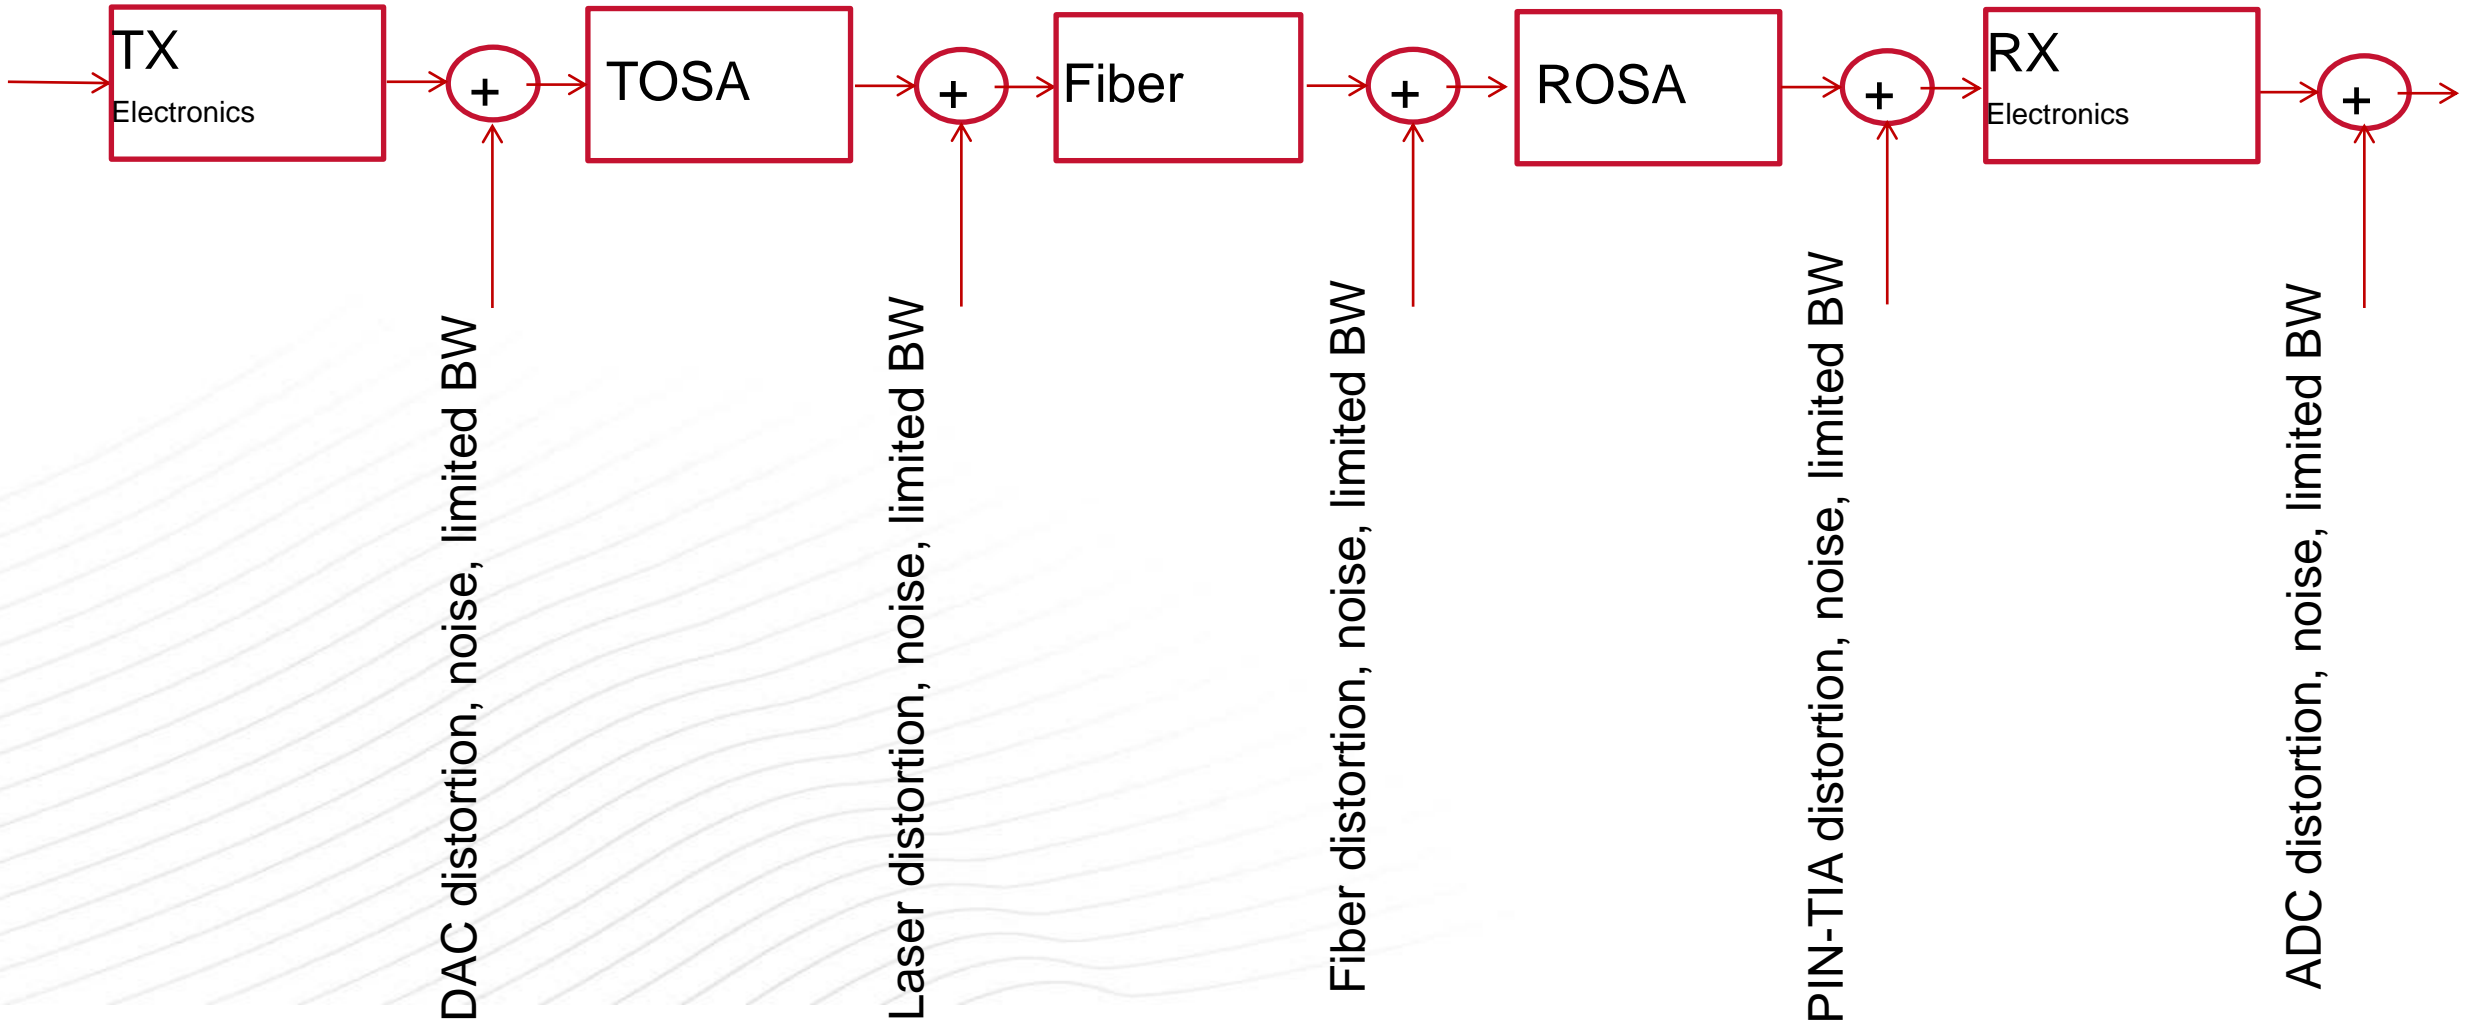 TX
Electronics
+
TOSA
+
Fiber
+
ROSA
+
RX
Electronics
+
DAC distortion, noise, limited BW
Laser distortion, noise, limited BW
Fiber distortion, noise, limited BW
PIN-TIA distortion, noise, limited BW
ADC distortion, noise, limited BW